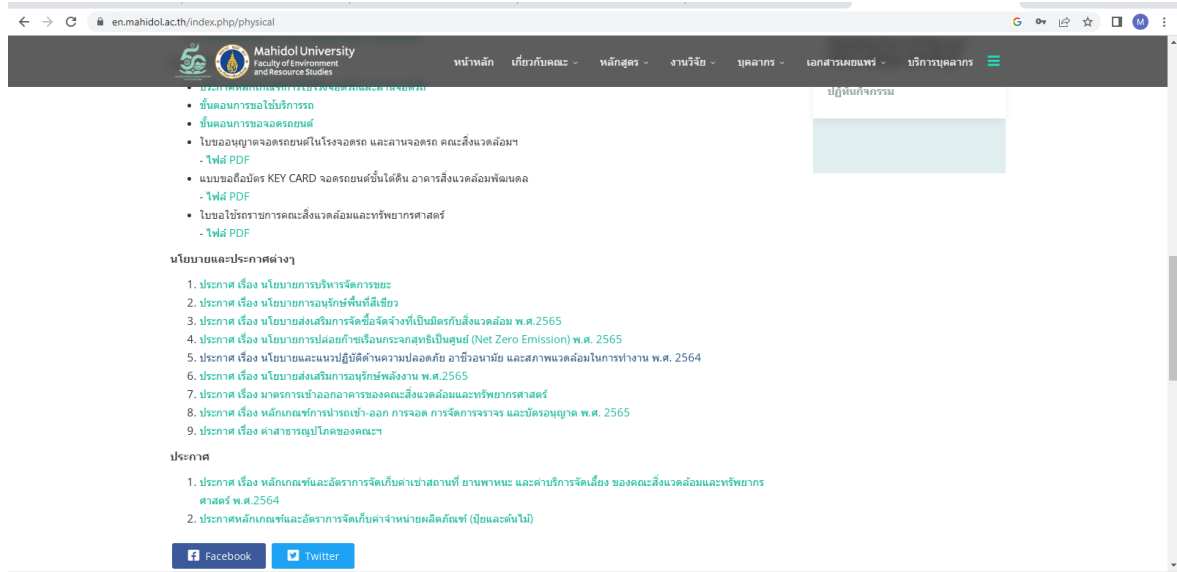 en.mahidol.ac.th/index.php/physical
G
M
50
Mahidol University
Faculty of Environment
and Resource Studies
หน้าหลัก เกี่ยวกับคณะ หลักสูตร งานวิจัย บุคลากร เอกสารเผยแพร่ บริการบุคลากร
ประกาศหลักเกณฑ์การใช้โรงจอดรถและลานจอดรถ
ปฏิทินกิจกรรม
ขั้นตอนการขอใช้บริการรถ
ขั้นตอนการขอจอดรถยนต์
ใบขออนุญาตจอดรถยนต์ในโรงจอดรถ และลานจอดรถ คณะสิ่งแวดล้อมฯ
- ไฟล์ PDF
แบบขอถือบัตร KEY CARD จอดรถยนต์ชั้นใต้ดิน อาคารสิ่งแวดล้อมพัฒนดล
- ไฟล์ PDF
ใบขอใช้รถราชการคณะสิ่งแวดล้อมและทรัพยากรศาสตร์
- ไฟล์ PDF
นโยบายและประกาศต่างๆ
1. ประกาศ เรื่อง นโยบายการบริหารจัดการขยะ
2. ประกาศ เรื่อง นโยบายการอนุรักษ์พื้นที่สีเขียว
3. ประกาศ เรื่อง นโยบายส่งเสริมการจัดซื้อจัดจ้างที่เป็นมิตรกับสิ่งแวดล้อม พ.ศ.2565
4. ประกาศ เรื่อง นโยบายการปล่อยก๊าซเรือนกระจกสุทธิเป็นศูนย์ (Net Zero Emission) พ.ศ. 2565
5. ประกาศ เรื่อง นโยบายและแนวปฏิบัติด้านความปลอดภัย อาชีวอนามัย และสภาพแวดล้อมในการทำงาน พ.ศ. 2564
6. ประกาศ เรื่อง นโยบายส่งเสริมการอนุรักษ์พลังงาน พ.ศ.2565
7. ประกาศ เรื่อง มาตรการเข้าออกอาคารของคณะสิ่งแวดล้อมและทรัพยากรศาสตร์
8. ประกาศ เรื่อง หลักเกณฑ์การนำรถเข้า-ออก การจอด การจัดการจราจร และบัตรอนุญาต พ.ศ. 2565
9. ประกาศ เรื่อง ค่าสาธารณูปโภคของคณะฯ
ประกาศ
1. ประกาศ เรื่อง หลักเกณฑ์และอัตราการจัดเก็บค่าเช่าสถานที่ ยานพาหนะ และค่าบริการจัดเลี้ยง ของคณะสิ่งแวดล้อมและทรัพยากร
ศาสตร์ พ.ศ.2564
2. ประกาศหลักเกณฑ์และอัตราการจัดเก็บค่าจำหน่ายผลิตภัณฑ์ (ปุ๋ยและต้นไม้)
Facebook
Twitter